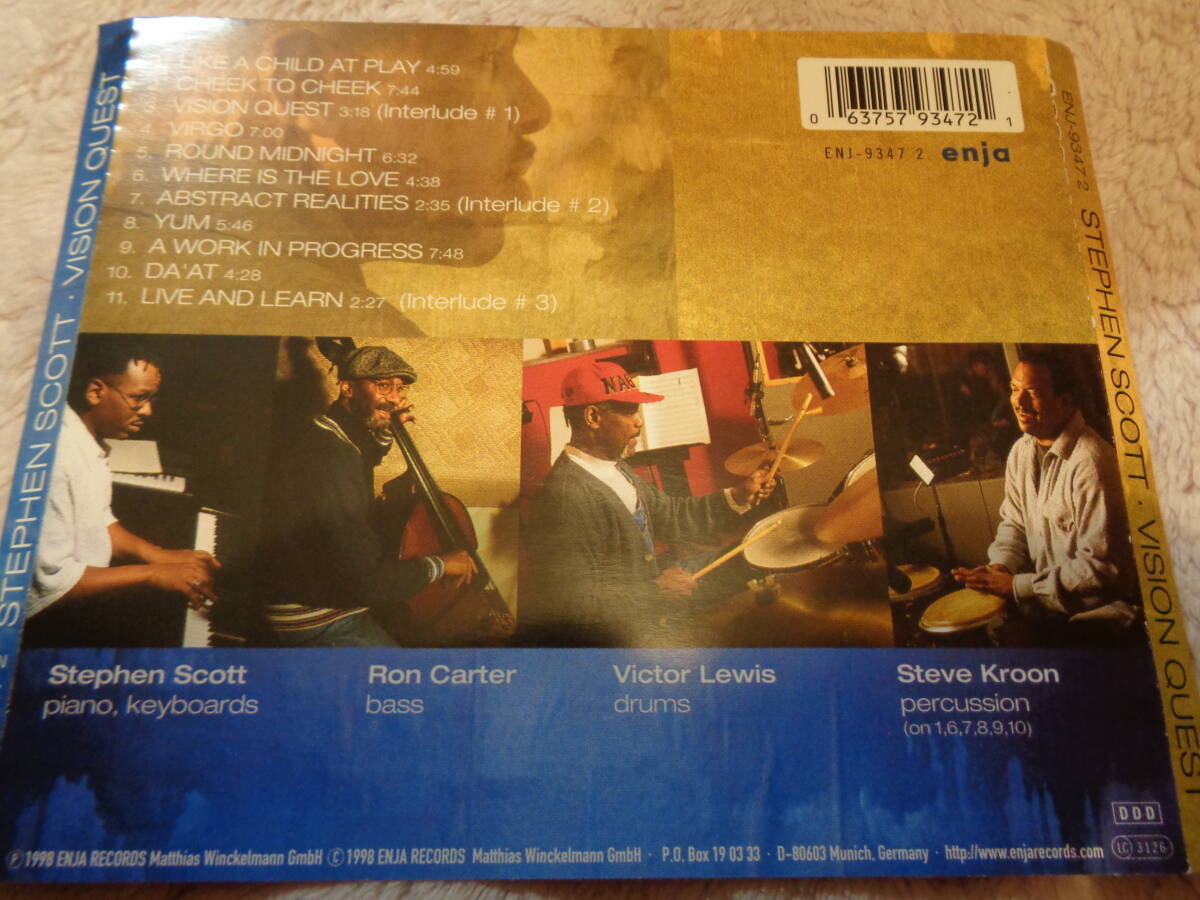 STEPHEN SCOTT · VISION QUEST
LIKE A CHILD AT PLAY 4:59
CHEEK TO CHEEK 7:44
3. VISION QUEST 3:18 (Interlude # 1)
4. VIRGO 7:00
5. ROUND MIDNIGHT 6:32
6. WHERE IS THE LOVE 4:38
7. ABSTRACT REALITIES 2:35 (Interlude # 2)
8. YUM 5:46
9. A WORK IN PROGRESS 7:48
10. DA'AT 4:28
11. LIVE AND LEARN 2:27 (Interlude # 3)
0 63757 93472 1
ENJ-9347 2 enja
ENJ-9347 2 STEPHEN SCOTT · VISION QUEST
Stephen Scott
piano, keyboards
Ron Carter
bass
Victor Lewis
drums
Steve Kroon
percussion
(on 1,6,7,8,9,10)
DDD
LC 3126
Ⓟ 1998 ENJA RECORDS Matthias Winckelmann GmbH © 1998 ENJA RECORDS Matthias Winckelmann GmbH · P.O. Box 19 03 33 · D-80603 Munich, Germany · http://www.enjarecords.com